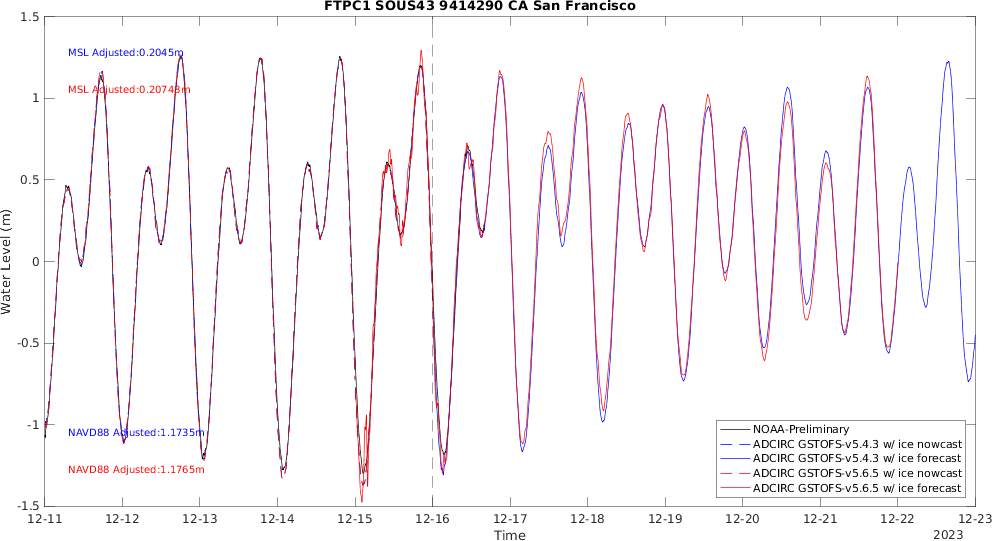 FTPC1 SOUS43 9414290 CA San Francisco
1.5
1
0.5
0
-0.5
-1
-1.5
Water Level (m)
MSL Adjusted:0.2045m
MSL Adjusted:0.20743m
NAVD88 Adjusted:1.1735m
NAVD88 Adjusted:1.1765m
NOAA-Preliminary
ADCIRC GSTOFS-v5.4.3 w/ ice nowcast
ADCIRC GSTOFS-v5.4.3 w/ ice forecast
ADCIRC GSTOFS-v5.6.5 w/ ice nowcast
ADCIRC GSTOFS-v5.6.5 w/ ice forecast
12-11 12-12 12-13 12-14 12-15 12-16 12-17 12-18 12-19 12-20 12-21 12-22 12-23
Time
2023